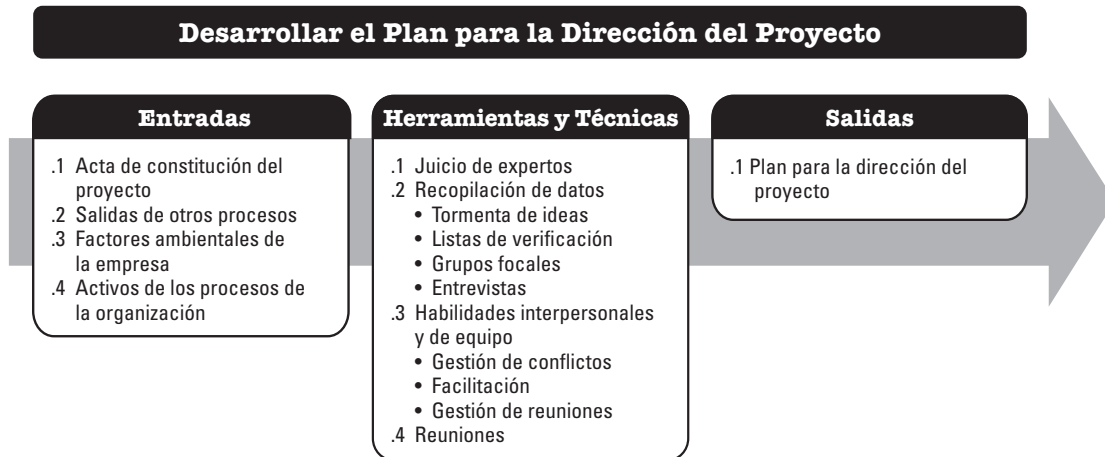 Desarrollar el Plan para la Dirección del Proyecto
Entradas
.1 Acta de constitución del
proyecto
.2 Salidas de otros procesos
.3 Factores ambientales de
la empresa
.4 Activos de los procesos de
la organización
Herramientas y Técnicas
.1 Juicio de expertos
.2 Recopilación de datos
• Tormenta de ideas
• Listas de verificación
• Grupos focales
• Entrevistas
.3 Habilidades interpersonales
y de equipo
• Gestión de conflictos
• Facilitación
• Gestión de reuniones
.4 Reuniones
Salidas
.1 Plan para la dirección del
proyecto